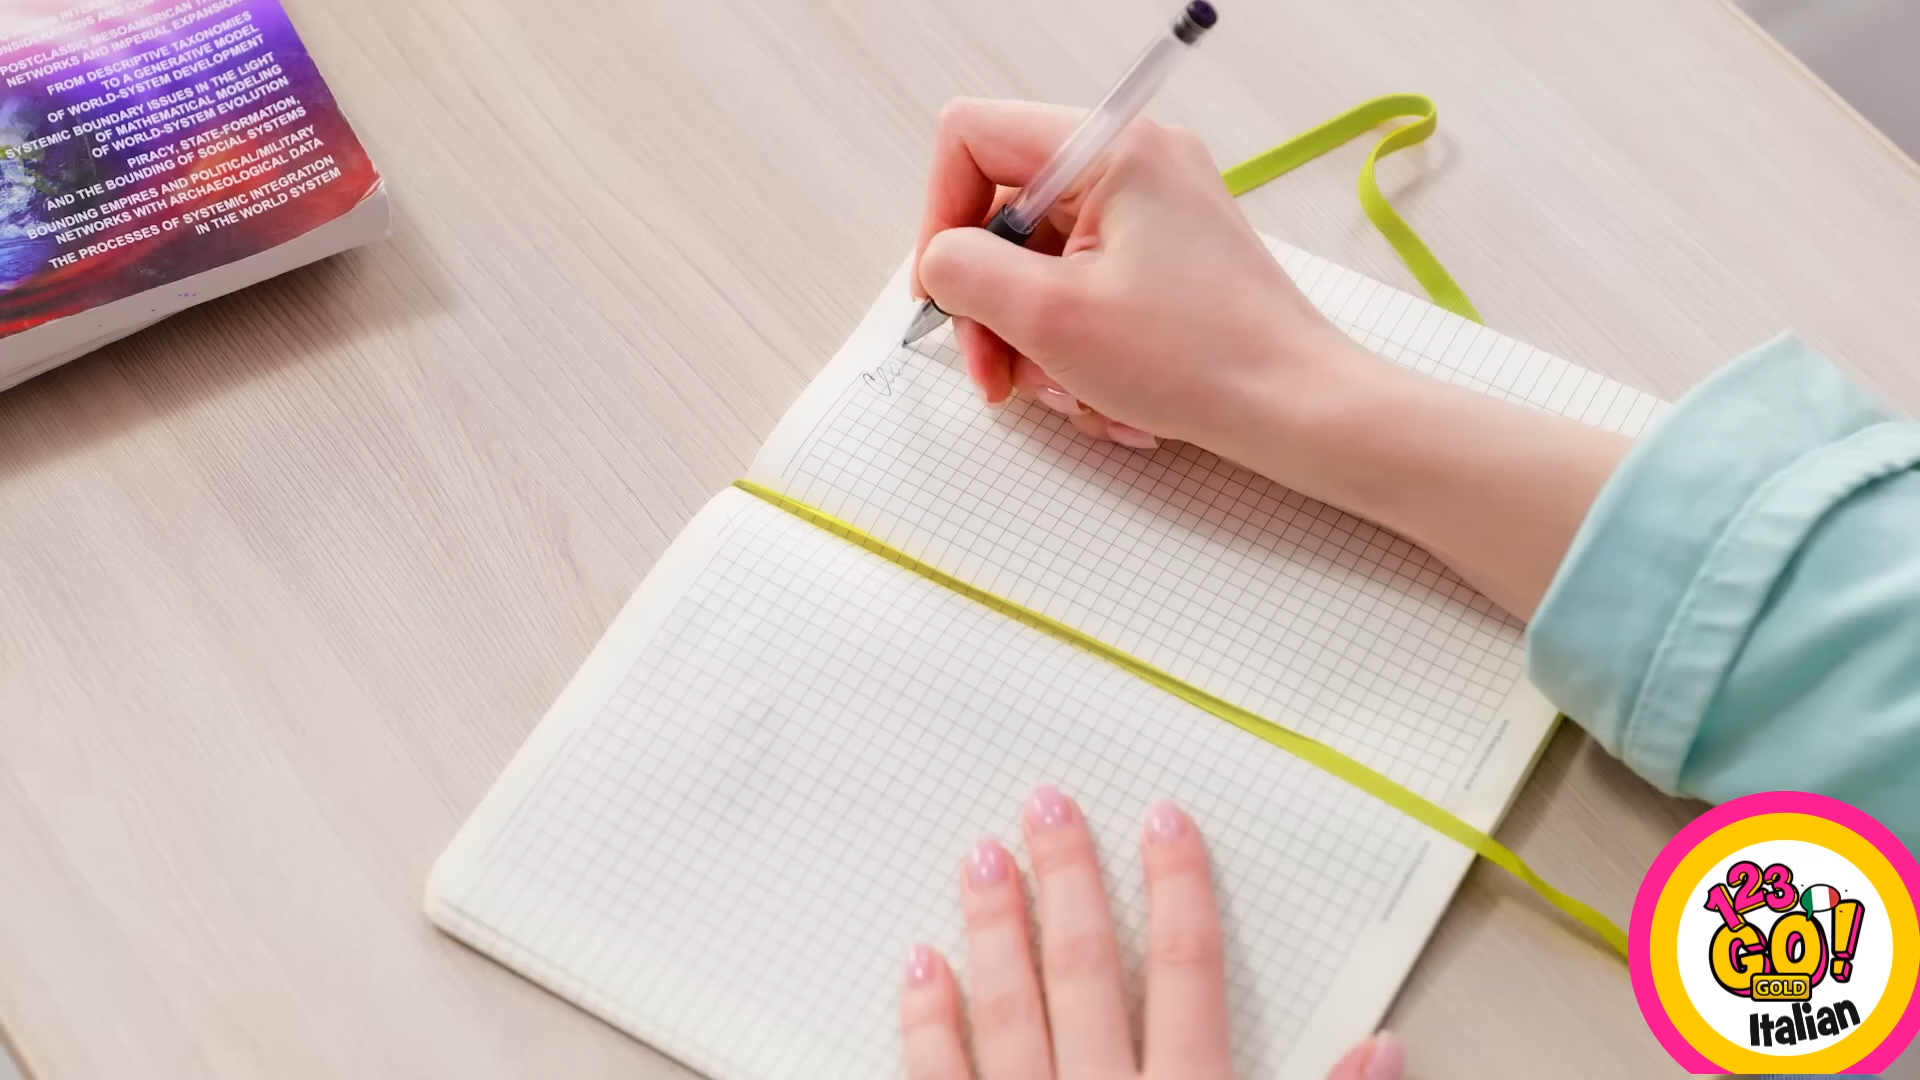 POSTCLASSIC MESOAMERICAN
NETWORKS AND IMPERIAL EXPANSION
FROM DESCRIPTIVE TAXONOMIES
TO A GENERATIVE MODEL
OF WORLD-SYSTEM DEVELOPMENT
SYSTEMIC BOUNDARY ISSUES IN THE LIGHT
OF MATHEMATICAL MODELING
OF WORLD-SYSTEM EVOLUTION
PIRACY, STATE-FORMATION,
AND THE BOUNDING OF SOCIAL SYSTEMS
BOUNDING EMPIRES AND POLITICAL/MILITARY
NETWORKS WITH ARCHAEOLOGICAL DATA
THE PROCESSES OF SYSTEMIC INTEGRATION
IN THE WORLD SYSTEM
123
GO!
GOLD
Italian